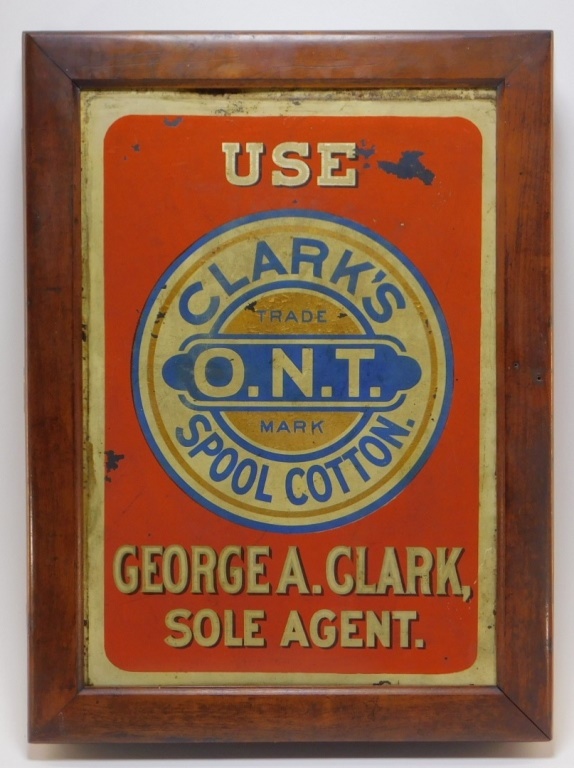 USE
CLARK'S
TRADE
O.N.T.
MARK
SPOOL COTTON.
GEORGE A. CLARK,
SOLE AGENT.